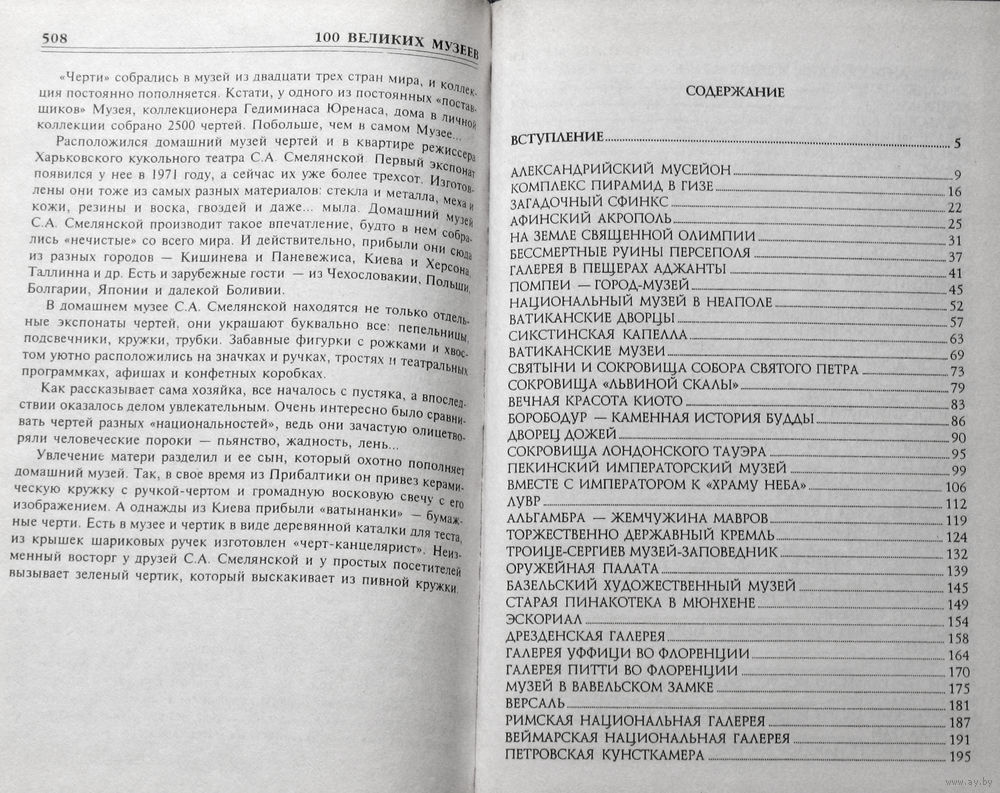 508
100 ВЕЛИКИХ МУЗЕЕВ
«Черти» собрались в музей из двадцати трех стран мира, и коллек-
ция постоянно пополняется. Кстати, у одного из постоянных «постав-
щиков» Музея, коллекционера Гедиминаса Юренаса, дома в личной
коллекции собрано 2500 чертей. Побольше, чем в самом Музее...
Расположился домашний музей чертей и в квартире режиссера
Харьковского кукольного театра С.А. Смелянской. Первый экспонат
появился у нее в 1971 году, а сейчас их уже более трехсот. Изготов-
лены они тоже из самых разных материалов: стекла и металла, меха и
кожи, резины и воска, гвоздей и даже... мыла. Домашний музей
С.А. Смелянской производит такое впечатление, будто в нем собра-
лись «нечистые» со всего мира. И действительно, прибыли они сюда
из разных городов — Кишинева и Паневежиса, Киева и Херсона,
Таллинна и др. Есть и зарубежные гости — из Чехословакии, Польши,
Болгарии, Японии и далекой Боливии.
В домашнем музее С.А. Смелянской находятся не только отдель-
ные экспонаты чертей, они украшают буквально все: пепельницы,
подсвечники, кружки, трубки. Забавные фигурки с рожками и хвос-
том уютно расположились на значках и ручках, тростях и театральных
программках, афишах и конфетных коробках.
Как рассказывает сама хозяйка, все началось с пустяка, а впослед-
ствии оказалось делом увлекательным. Очень интересно было сравни-
вать чертей разных «национальностей», ведь они зачастую олицетво-
ряли человеческие пороки — пьянство, жадность, лень...
Увлечение матери разделил и ее сын, который охотно пополняет
домашний музей. Так, в свое время из Прибалтики он привез керами-
ческую кружку с ручкой-чертом и громадную восковую свечу с его
изображением. А однажды из Киева прибыли «ватынанки» — бумаж-
ные черти. Есть в музее и чертик в виде деревянной каталки для теста,
из крышек шариковых ручек изготовлен «черт-канцелярист». Неиз-
менный восторг у друзей С.А. Смелянской и у простых посетителей
вызывает зеленый чертик, который выскакивает из пивной кружки.
СОДЕРЖАНИЕ
ВСТУПЛЕНИЕ 5
АЛЕКСАНДРИЙСКИЙ МУСЕЙОН 9
КОМПЛЕКС ПИРАМИД В ГИЗЕ 16
ЗАГАДОЧНЫЙ СФИНКС 22
АФИНСКИЙ АКРОПОЛЬ 25
НА ЗЕМЛЕ СВЯЩЕННОЙ ОЛИМПИИ 31
БЕССМЕРТНЫЕ РУИНЫ ПЕРСЕПОЛЯ 37
ГАЛЕРЕЯ В ПЕЩЕРАХ АДЖАНТЫ 41
ПОМПЕИ — ГОРОД-МУЗЕЙ 45
НАЦИОНАЛЬНЫЙ МУЗЕЙ В НЕАПОЛЕ 52
ВАТИКАНСКИЕ ДВОРЦЫ 57
СИКСТИНСКАЯ КАПЕЛЛА 63
ВАТИКАНСКИЕ МУЗЕИ 69
СВЯТЫНИ И СОКРОВИЩА СОБОРА СВЯТОГО ПЕТРА 73
СОКРОВИЩА «ЛЬВИНОЙ СКАЛЫ» 79
ВЕЧНАЯ КРАСОТА КИОТО 83
БОРОБОДУР — КАМЕННАЯ ИСТОРИЯ БУДДЫ 86
ДВОРЕЦ ДОЖЕЙ 90
СОКРОВИЩА ЛОНДОНСКОГО ТАУЭРА 95
ПЕКИНСКИЙ ИМПЕРАТОРСКИЙ МУЗЕЙ 99
ВМЕСТЕ С ИМПЕРАТОРОМ К «ХРАМУ НЕБА» 106
ЛУВР 112
АЛЬГАМБРА — ЖЕМЧУЖИНА МАВРОВ 119
ТОРЖЕСТВЕННО ДЕРЖАВНЫЙ КРЕМЛЬ 124
ТРОИЦЕ-СЕРГИЕВ МУЗЕЙ-ЗАПОВЕДНИК 132
ОРУЖЕЙНАЯ ПАЛАТА 139
БАЗЕЛЬСКИЙ ХУДОЖЕСТВЕННЫЙ МУЗЕЙ 145
СТАРАЯ ПИНАКОТЕКА В МЮНХЕНЕ 149
ЭСКОРИАЛ 154
ДРЕЗДЕНСКАЯ ГАЛЕРЕЯ 158
ГАЛЕРЕЯ УФФИЦИ ВО ФЛОРЕНЦИИ 164
ГАЛЕРЕЯ ПИТТИ ВО ФЛОРЕНЦИИ 170
МУЗЕЙ В ВАВЕЛЬСКОМ ЗАМКЕ 175
ВЕРСАЛЬ 181
РИМСКАЯ НАЦИОНАЛЬНАЯ ГАЛЕРЕЯ 187
ВЕЙМАРСКАЯ НАЦИОНАЛЬНАЯ ГАЛЕРЕЯ 191
ПЕТРОВСКАЯ КУНСТКАМЕРА 195
www.ay.by